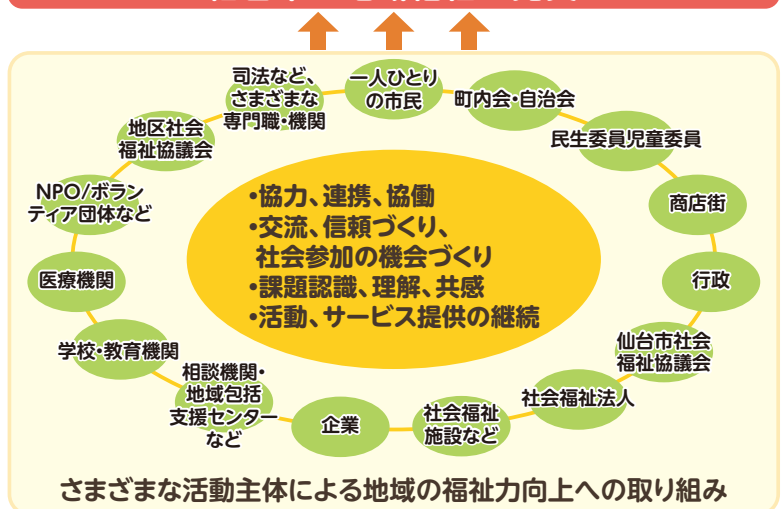 一人ひとり
の市民
町内会・自治会
民生委員児童委員
商店街
行政
仙台市社会
福祉協議会
社会福祉法人
社会福祉
施設など
企業
相談機関・
地域包括
支援センター
など
学校・教育機関
医療機関
NPO/ボラン
ティア団体など
地区社会
福祉協議会
司法など、
さまざまな
専門職・機関
・協力、連携、協働
・交流、信頼づくり、
社会参加の機会づくり
・課題認識、理解、共感
・活動、サービス提供の継続
さまざまな活動主体による地域の福祉力向上への取り組み